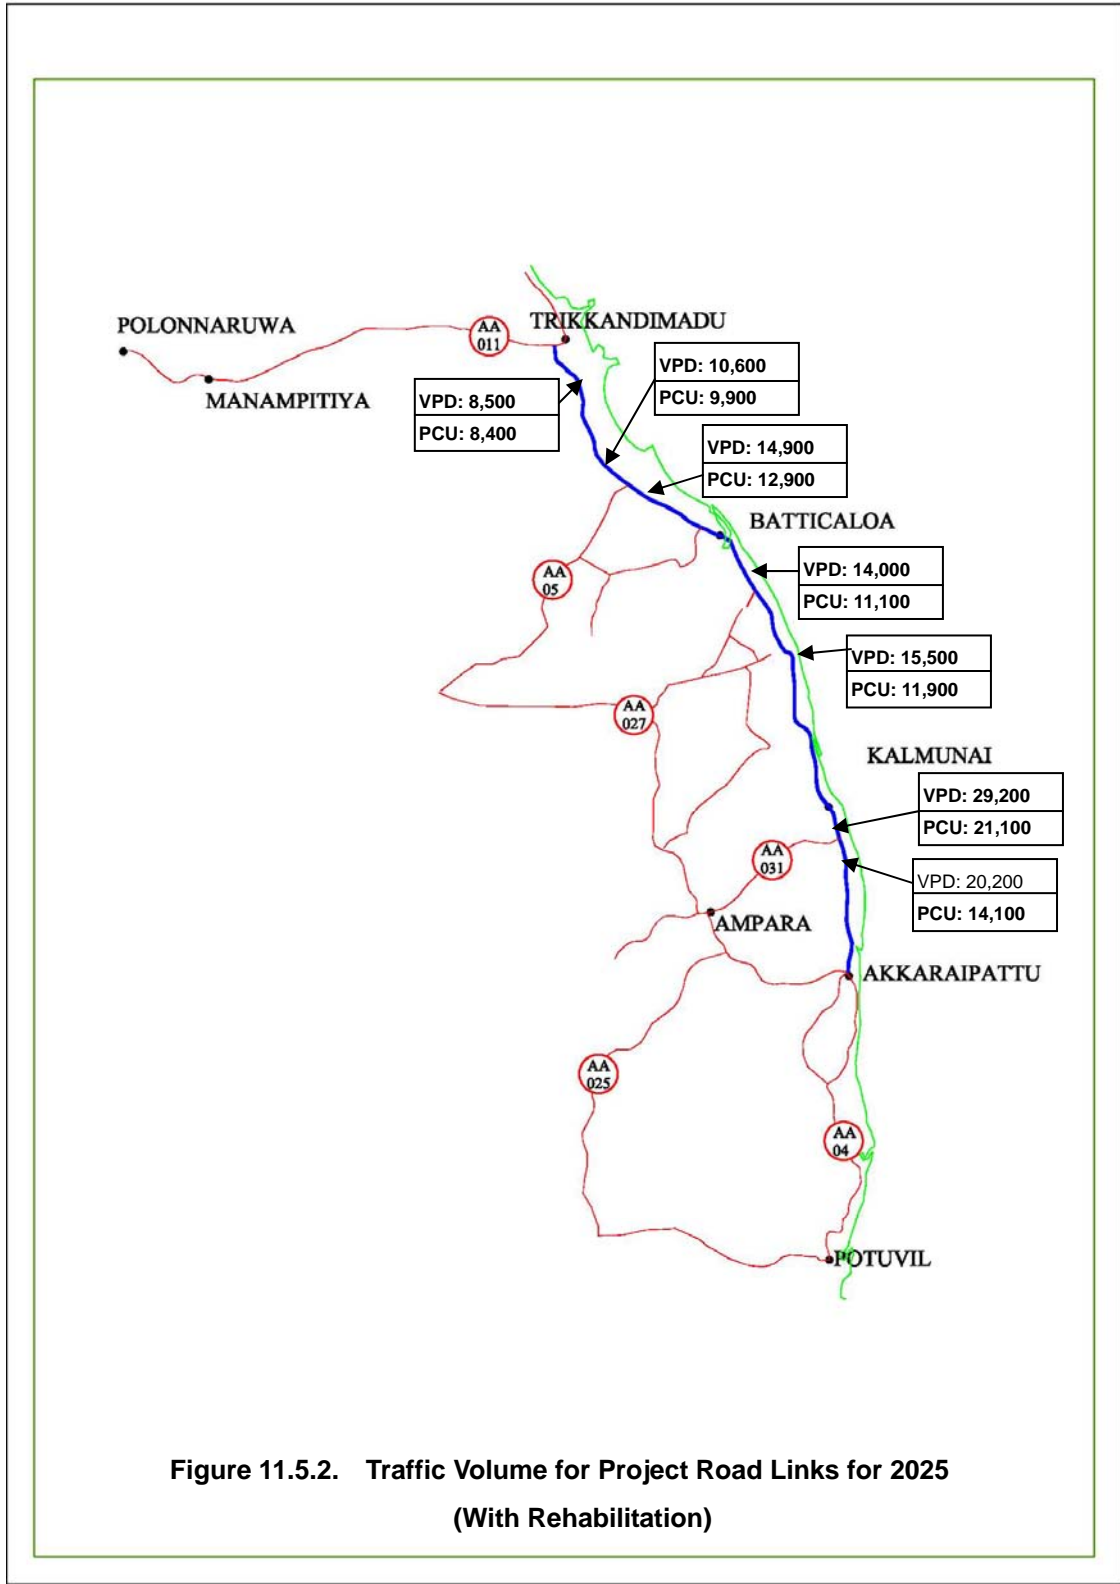 POLONNARUWA
MANAMPITIYA
AA
011
TRIKKANDIMADU
VPD: 8,500
PCU: 8,400
VPD: 10,600
PCU: 9,900
VPD: 14,900
PCU: 12,900
BATTICALOA
AA
05
VPD: 14,000
PCU: 11,100
VPD: 15,500
PCU: 11,900
AA
027
KALMUNAI
VPD: 29,200
PCU: 21,100
AA
031
VPD: 20,200
PCU: 14,100
AMPARA
AKKARAIPATTU
AA
025
AA
04
POTUVIL
Figure 11.5.2. Traffic Volume for Project Road Links for 2025
(With Rehabilitation)